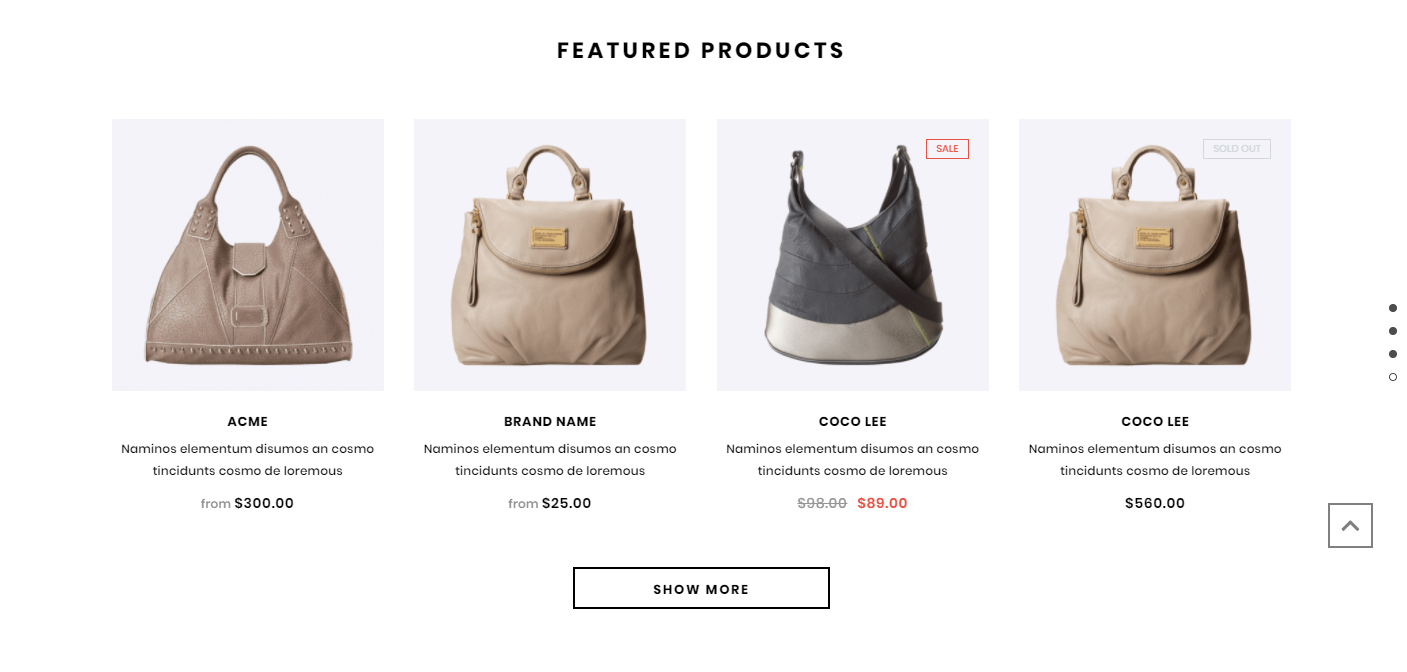 FEATURED PRODUCTS
SALE
SOLD OUT
ACME
Naminos elementum disumos an cosmo
tincidunts cosmo de loremous
from $300.00
BRAND NAME
Naminos elementum disumos an cosmo
tincidunts cosmo de loremous
from $25.00
COCO LEE
Naminos elementum disumos an cosmo
tincidunts cosmo de loremous
$98.00 $89.00
COCO LEE
Naminos elementum disumos an cosmo
tincidunts cosmo de loremous
$560.00
SHOW MORE